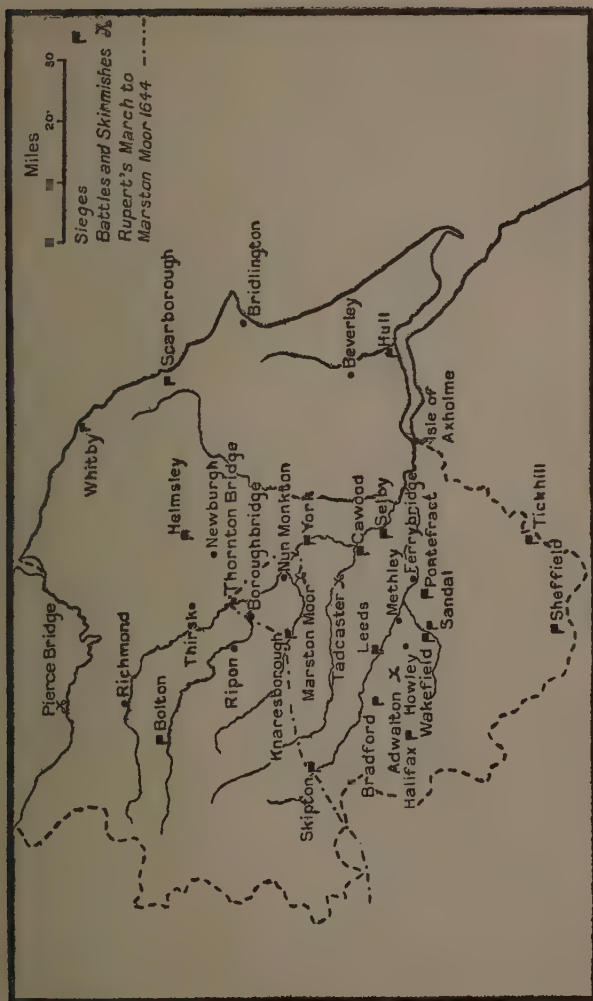 Miles
20 30
Sieges
Battles and Skirmishes
Rupert's March to
Marston Moor 1644
Pierce Bridge
Whitby
Richmond
Scarborough
Bolton
Helmsley
Thirsk
Newburgh
Thornton Bridge
Ripon
Boroughbridge
Bridlington
Knaresborough
Nun Monkton
Marston Moor
York
Skipton
Tadcaster
Cawood
Beverley
Leeds
Selby
Bradford
Hull
Methley
Adwalton
Ferrybridge
Halifax
Howley
Wakefield
Pontefract
Sandal
Isle of
Axholme
Tickhill
Sheffield